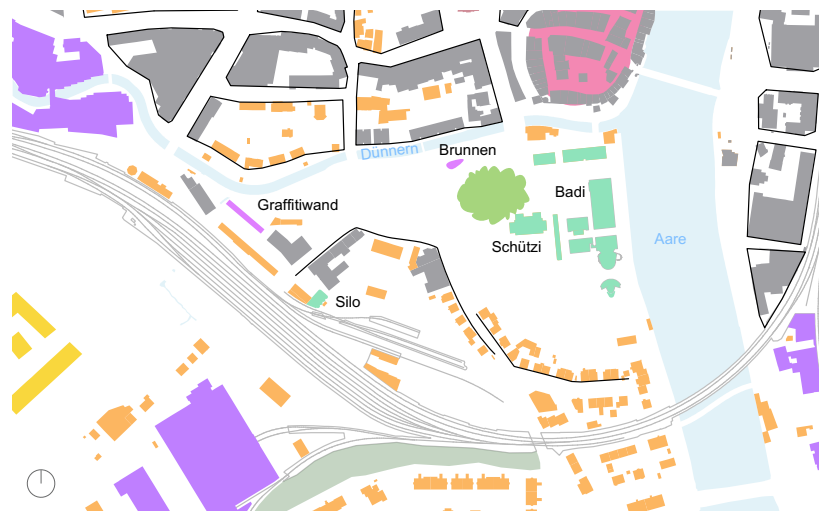 Dünnern
Brunnen
Badi
Graffitiwand
Schützi
Aare
Silo